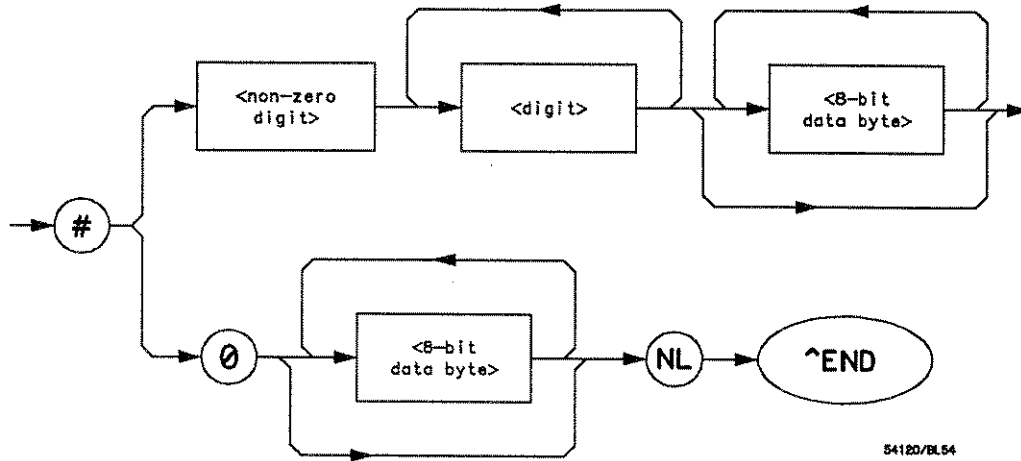 <non-zero
digit>
<digit>
<8-bit
data byte>
#
0
<8-bit
data byte>
NL
^END
54120/BL54